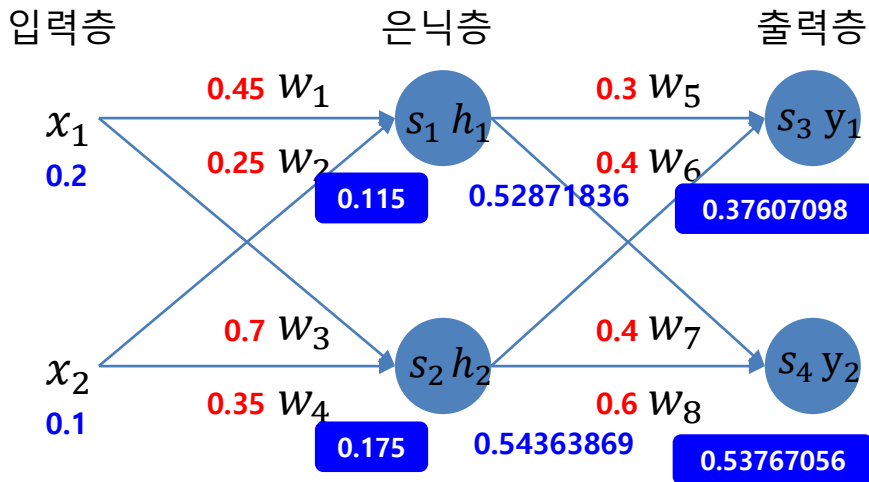 입력층 은닉층 출력층
0.45 w₁ 0.3 w₅
x₁ s₁ h₁ s₃ y₁
0.2 0.25 w₂ 0.4 w₆
0.115 0.52871836 0.37607098
0.7 w₃ 0.4 w₇
x₂ s₂ h₂ s₄ y₂
0.1 0.35 w₄ 0.6 w₈
0.175 0.54363869 0.53767056